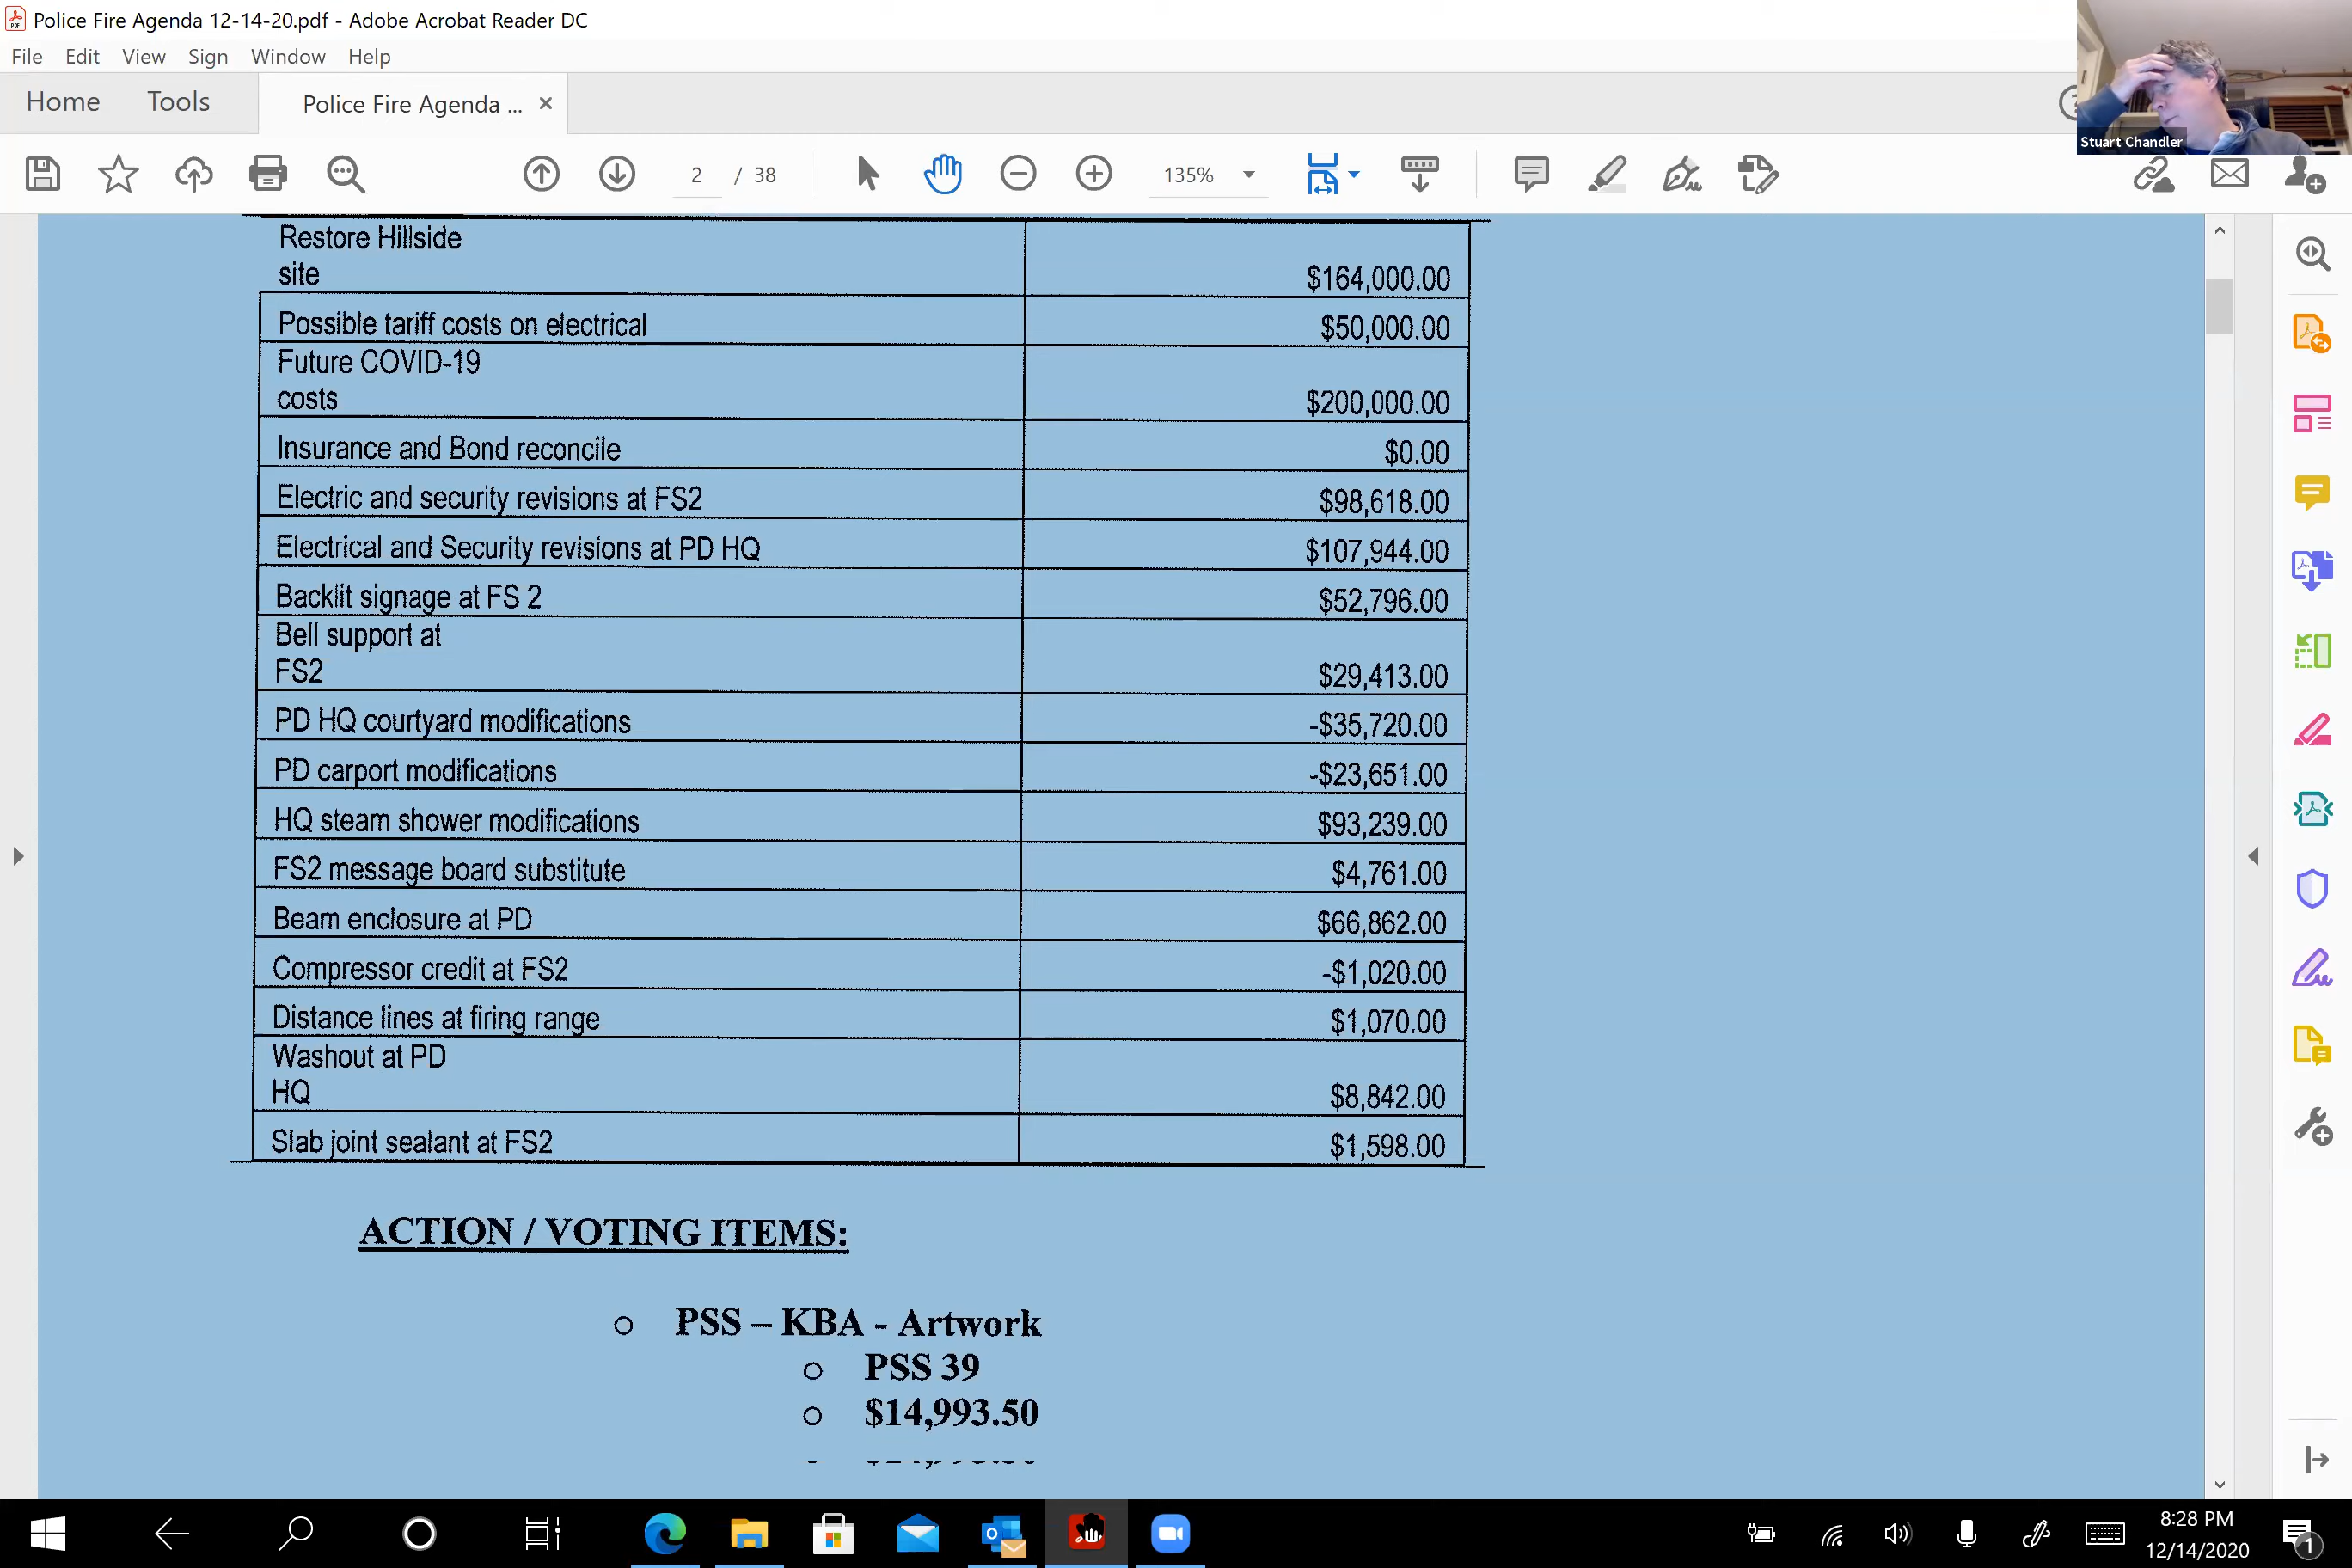 Police Fire Agenda 12-14-20.pdf - Adobe Acrobat Reader DC
File Edit View Sign Window Help
Home Tools Police Fire Agenda ... ×
2 / 38 135%
Stuart Chandler
Restore Hillside
site $164,000.00
Possible tariff costs on electrical $50,000.00
Future COVID-19
costs $200,000.00
Insurance and Bond reconcile $0.00
Electric and security revisions at FS2 $98,618.00
Electrical and Security revisions at PD HQ $107,944.00
Backlit signage at FS 2 $52,796.00
Bell support at
FS2 $29,413.00
PD HQ courtyard modifications -$35,720.00
PD carport modifications -$23,651.00
HQ steam shower modifications $93,239.00
FS2 message board substitute $4,761.00
Beam enclosure at PD $66,862.00
Compressor credit at FS2 -$1,020.00
Distance lines at firing range $1,070.00
Washout at PD
HQ $8,842.00
Slab joint sealant at FS2 $1,598.00
ACTION / VOTING ITEMS:
PSS – KBA - Artwork
PSS 39
$14,993.50
8:28 PM
12/14/2020
1